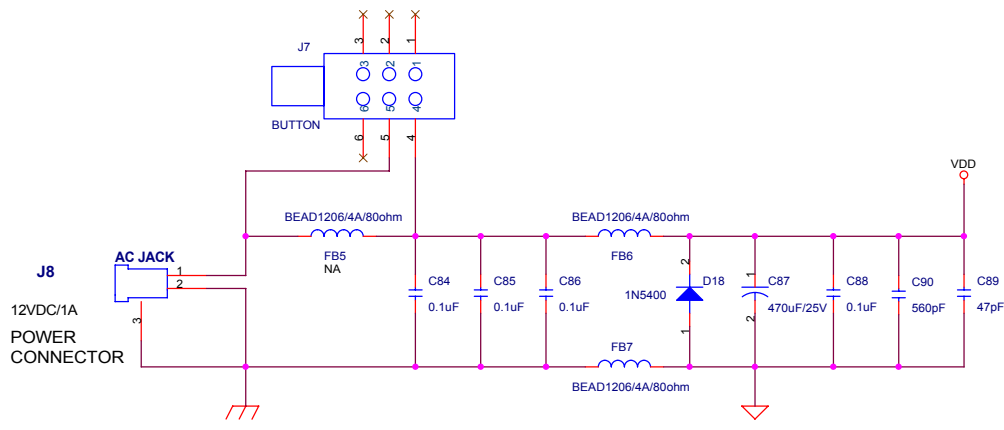 3
2
1
J7
3
2
1
6
5
4
BUTTON
6
5
4
VDD
BEAD1206/4A/80ohm
BEAD1206/4A/80ohm
FB5
NA
FB6
AC JACK
J8
1
2
3
12VDC/1A
POWER
CONNECTOR
C84
0.1uF
C85
0.1uF
C86
0.1uF
2
D18
1N5400
1
1
C87
470uF/25V
2
C88
0.1uF
C90
560pF
C89
47pF
FB7
BEAD1206/4A/80ohm